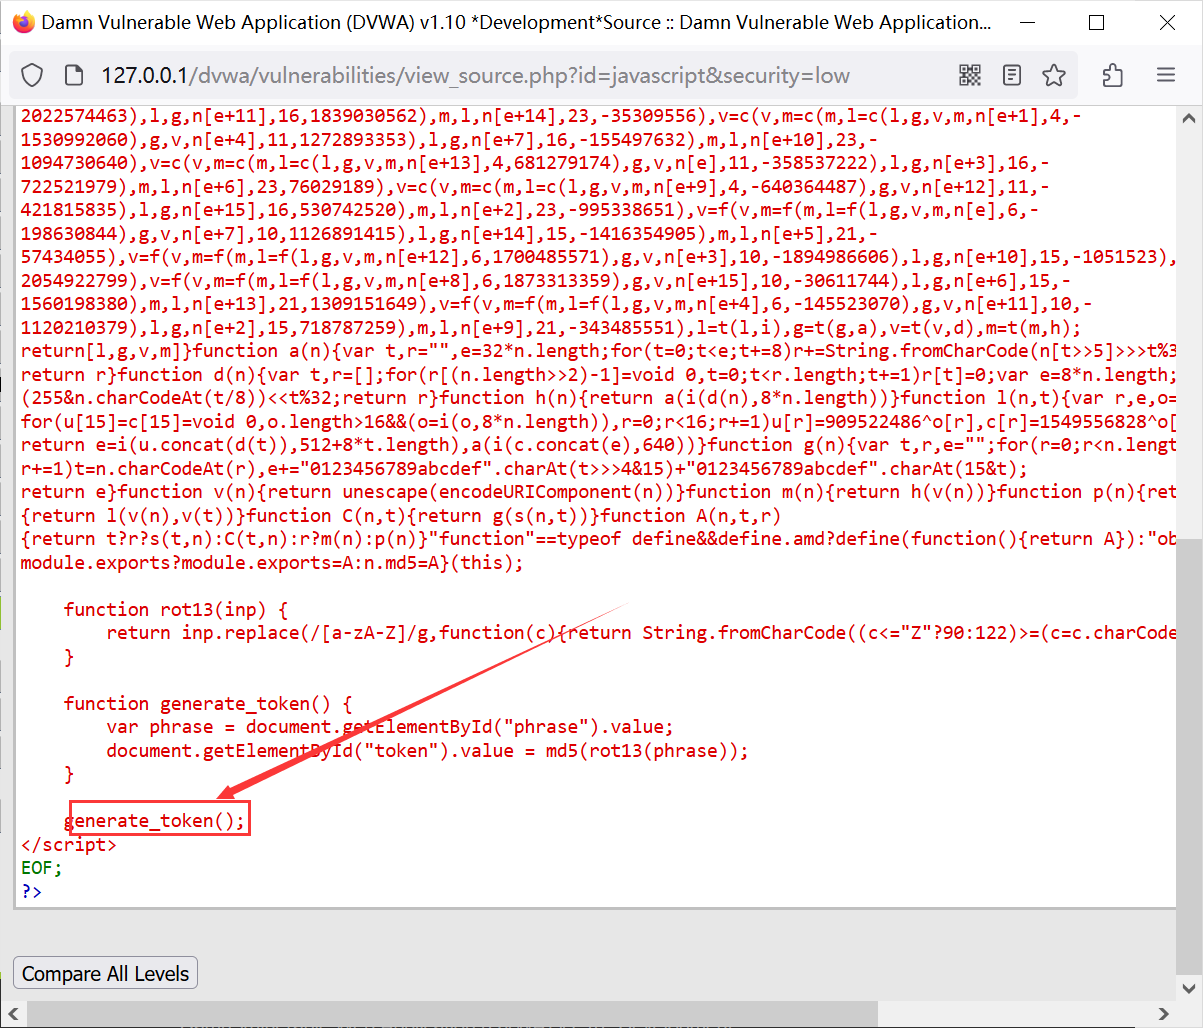 Damn Vulnerable Web Application (DVWA) v1.10 *Development*Source :: Damn Vulnerable Web Application...
127.0.0.1/dvwa/vulnerabilities/view_source.php?id=javascript&security=low
2022574463),l,g,n[e+11],16,1839030562),m,l,n[e+14],23,-35309556),v=c(v,m=c(m,l=c(l,g,v,m,n[e+1],4,-
1530992060),g,v,n[e+4],11,1272893353),l,g,n[e+7],16,-155497632),m,l,n[e+10],23,-
1094730640),v=c(v,m=c(m,l=c(l,g,v,m,n[e+13],4,681279174),g,v,n[e],11,-358537222),l,g,n[e+3],16,-
722521979),m,l,n[e+6],23,76029189),v=c(v,m=c(m,l=c(l,g,v,m,n[e+9],4,-640364487),g,v,n[e+12],11,-
421815835),l,g,n[e+15],16,530742520),m,l,n[e+2],23,-995338651),v=f(v,m=f(m,l=f(l,g,v,m,n[e],6,-
198630844),g,v,n[e+7],10,1126891415),l,g,n[e+14],15,-1416354905),m,l,n[e+5],21,-
57434055),v=f(v,m=f(m,l=f(l,g,v,m,n[e+12],6,1700485571),g,v,n[e+3],10,-1894986606),l,g,n[e+10],15,-1051523),
2054922799),v=f(v,m=f(m,l=f(l,g,v,m,n[e+8],6,1873313359),g,v,n[e+15],10,-30611744),l,g,n[e+6],15,-
1560198380),m,l,n[e+13],21,1309151649),v=f(v,m=f(m,l=f(l,g,v,m,n[e+4],6,-145523070),g,v,n[e+11],10,-
1120210379),l,g,n[e+2],15,718787259),m,l,n[e+9],21,-343485551),l=t(l,i),g=t(g,a),v=t(v,d),m=t(m,h);
return[l,g,v,m]}function a(n){var t,r="",e=32*n.length;for(t=0;t<e;t+=8)r+=String.fromCharCode(n[t>>5]>>>t%3
return r}function d(n){var t,r=[];for(r[(n.length>>2)-1]=void 0,t=0;t<r.length;t+=1)r[t]=0;var e=8*n.length;
(255&n.charCodeAt(t/8))<<t%32;return r}function h(n){return a(i(d(n),8*n.length))}function l(n,t){var r,e,o=
for(u[15]=c[15]=void 0,o.length>16&&(o=i(o,8*n.length)),r=0;r<16;r+=1)u[r]=909522486^o[r],c[r]=1549556828^o[
return e=i(u.concat(d(t)),512+8*t.length),a(i(c.concat(e),640))}function g(n){var t,r,e="";for(r=0;r<n.lengt
r+=1)t=n.charCodeAt(r),e+="0123456789abcdef".charAt(t>>>4&15)+"0123456789abcdef".charAt(15&t);
return e}function v(n){return unescape(encodeURIComponent(n))}function m(n){return h(v(n))}function p(n){ret
{return l(v(n),v(t))}function C(n,t){return g(s(n,t))}function A(n,t,r)
{return t?r?s(t,n):C(t,n):r?m(n):p(n)}"function"==typeof define&&define.amd?define(function(){return A}):"ob
module.exports?module.exports=A:n.md5=A}(this);
function rot13(inp) {
return inp.replace(/[a-zA-Z]/g,function(c){return String.fromCharCode((c<="Z"?90:122)>=(c=c.charCode
}
function generate_token() {
var phrase = document.getElementById("phrase").value;
document.getElementById("token").value = md5(rot13(phrase));
}
generate_token();
</script>
EOF;
?>
Compare All Levels